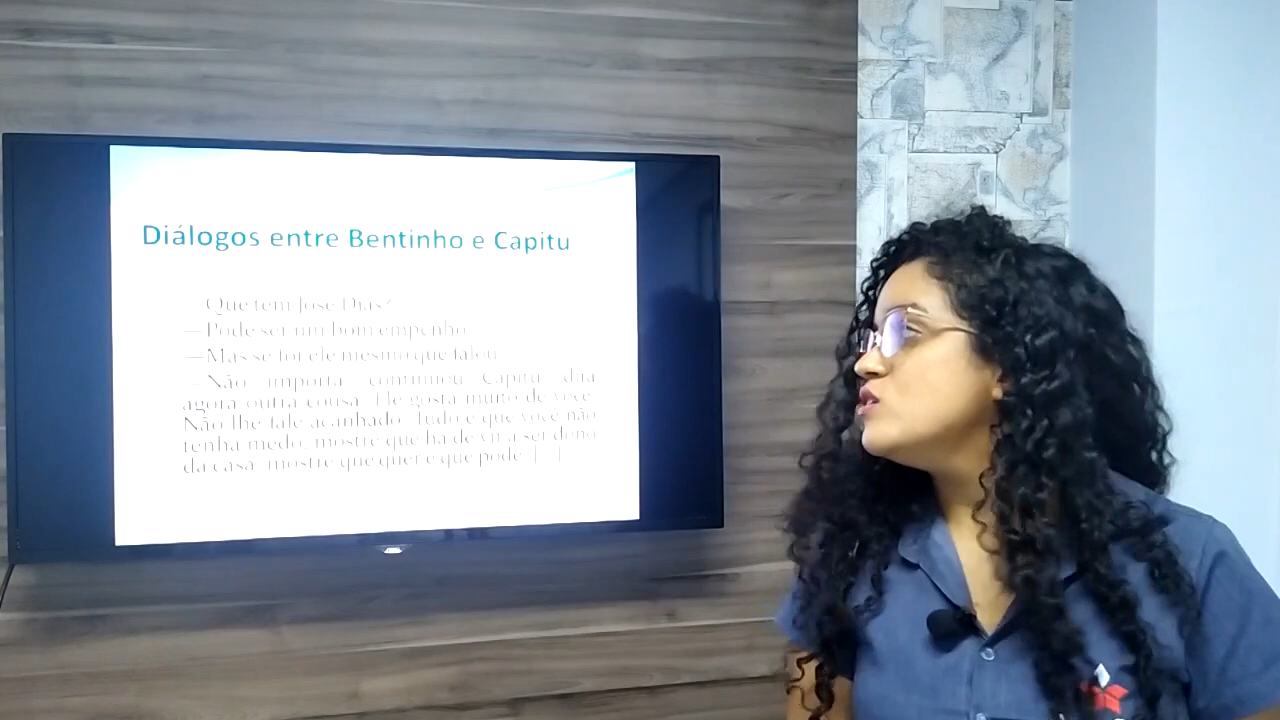 Diálogos entre Bentinho e Capitu
Que tem José Dias?
—Pode ser um bom empenho.
—Mas se foi ele mesmo que falou...
—Não importa, continuou Capitu; dirá
agora outra cousa. Ele gosta muito de você.
Não lhe fale acanhado. Tudo é que você não
tenha medo, mostre que há de vir a ser dono
da casa, mostre que quer e que pode. [...]